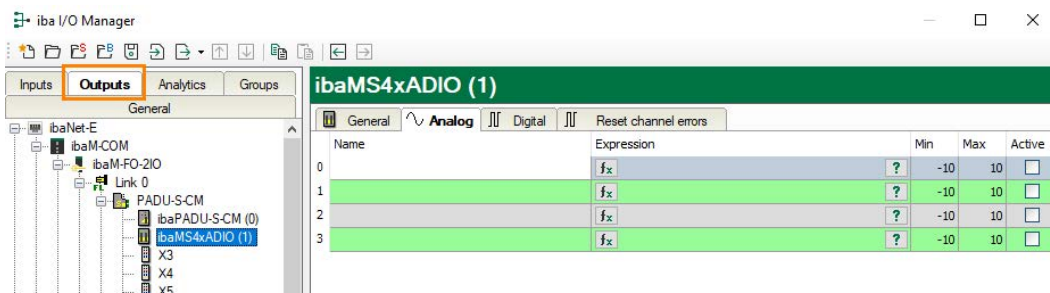 iba I/O Manager
Inputs Outputs Analytics Groups
General
ibaNet-E
ibaM-COM
ibaM-FO-2IO
Link 0
PADU-S-CM
ibaPADU-S-CM (0)
ibaMS4xADIO (1)
X3
X4
X5
ibaMS4xADIO (1)
General Analog Digital Reset channel errors
Name Expression Min Max Active
0 fx ? -10 10
1 fx ? -10 10
2 fx ? -10 10
3 fx ? -10 10